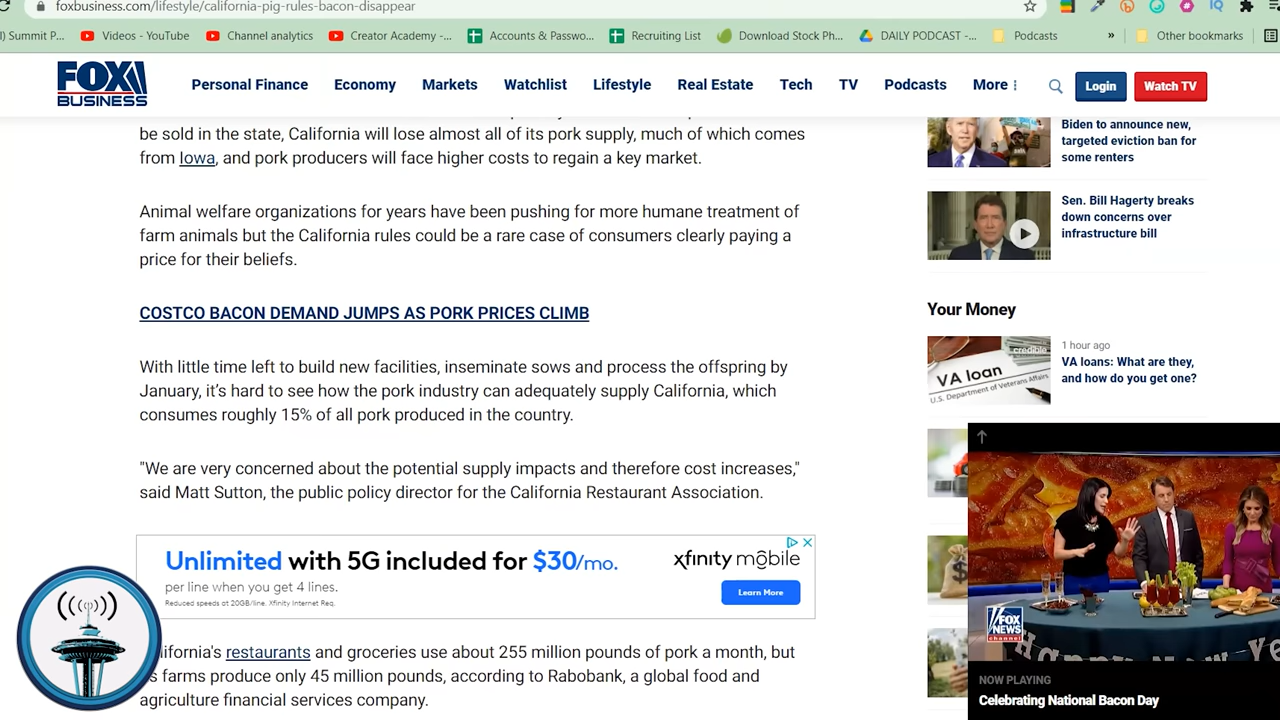 foxbusiness.com/lifestyle/california-pig-rules-bacon-disappear
) Summit P...
Videos - YouTube
Channel analytics
Creator Academy -...
Accounts & Passwo...
Recruiting List
Download Stock Ph...
DAILY PODCAST -...
Podcasts
»
Other bookmarks
FOX
BUSINESS
Personal Finance
Economy
Markets
Watchlist
Lifestyle
Real Estate
Tech
TV
Podcasts
More
Login
Watch TV
be sold in the state, California will lose almost all of its pork supply, much of which comes
from Iowa, and pork producers will face higher costs to regain a key market.
Animal welfare organizations for years have been pushing for more humane treatment of
farm animals but the California rules could be a rare case of consumers clearly paying a
price for their beliefs.
COSTCO BACON DEMAND JUMPS AS PORK PRICES CLIMB
With little time left to build new facilities, inseminate sows and process the offspring by
January, it's hard to see how the pork industry can adequately supply California, which
consumes roughly 15% of all pork produced in the country.
"We are very concerned about the potential supply impacts and therefore cost increases,"
said Matt Sutton, the public policy director for the California Restaurant Association.
Unlimited with 5G included for $30/mo.
per line when you get 4 lines.
Reduced speeds at 20GB/line. Xfinity Internet Req.
xfinity mobile
Learn More
ifornia's restaurants and groceries use about 255 million pounds of pork a month, but
s farms produce only 45 million pounds, according to Rabobank, a global food and
agriculture financial services company.
Biden to announce new,
targeted eviction ban for
some renters
Sen. Bill Hagerty breaks
down concerns over
infrastructure bill
Your Money
credible
VA loan
U.S. Department of Veterans Affairs
1 hour ago
VA loans: What are they,
and how do you get one?
FOX
NEWS
channel
NOW PLAYING
Celebrating National Bacon Day